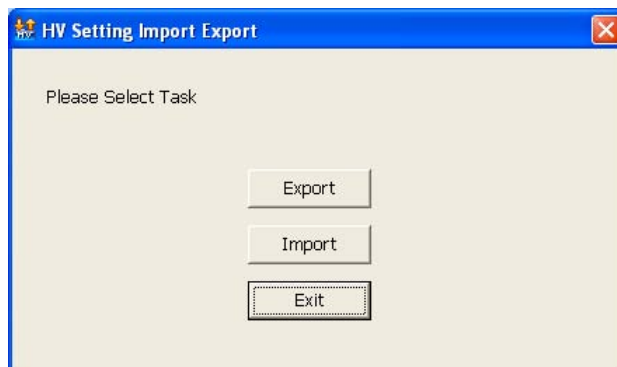 HV Setting Import Export
Please Select Task
Export
Import
Exit